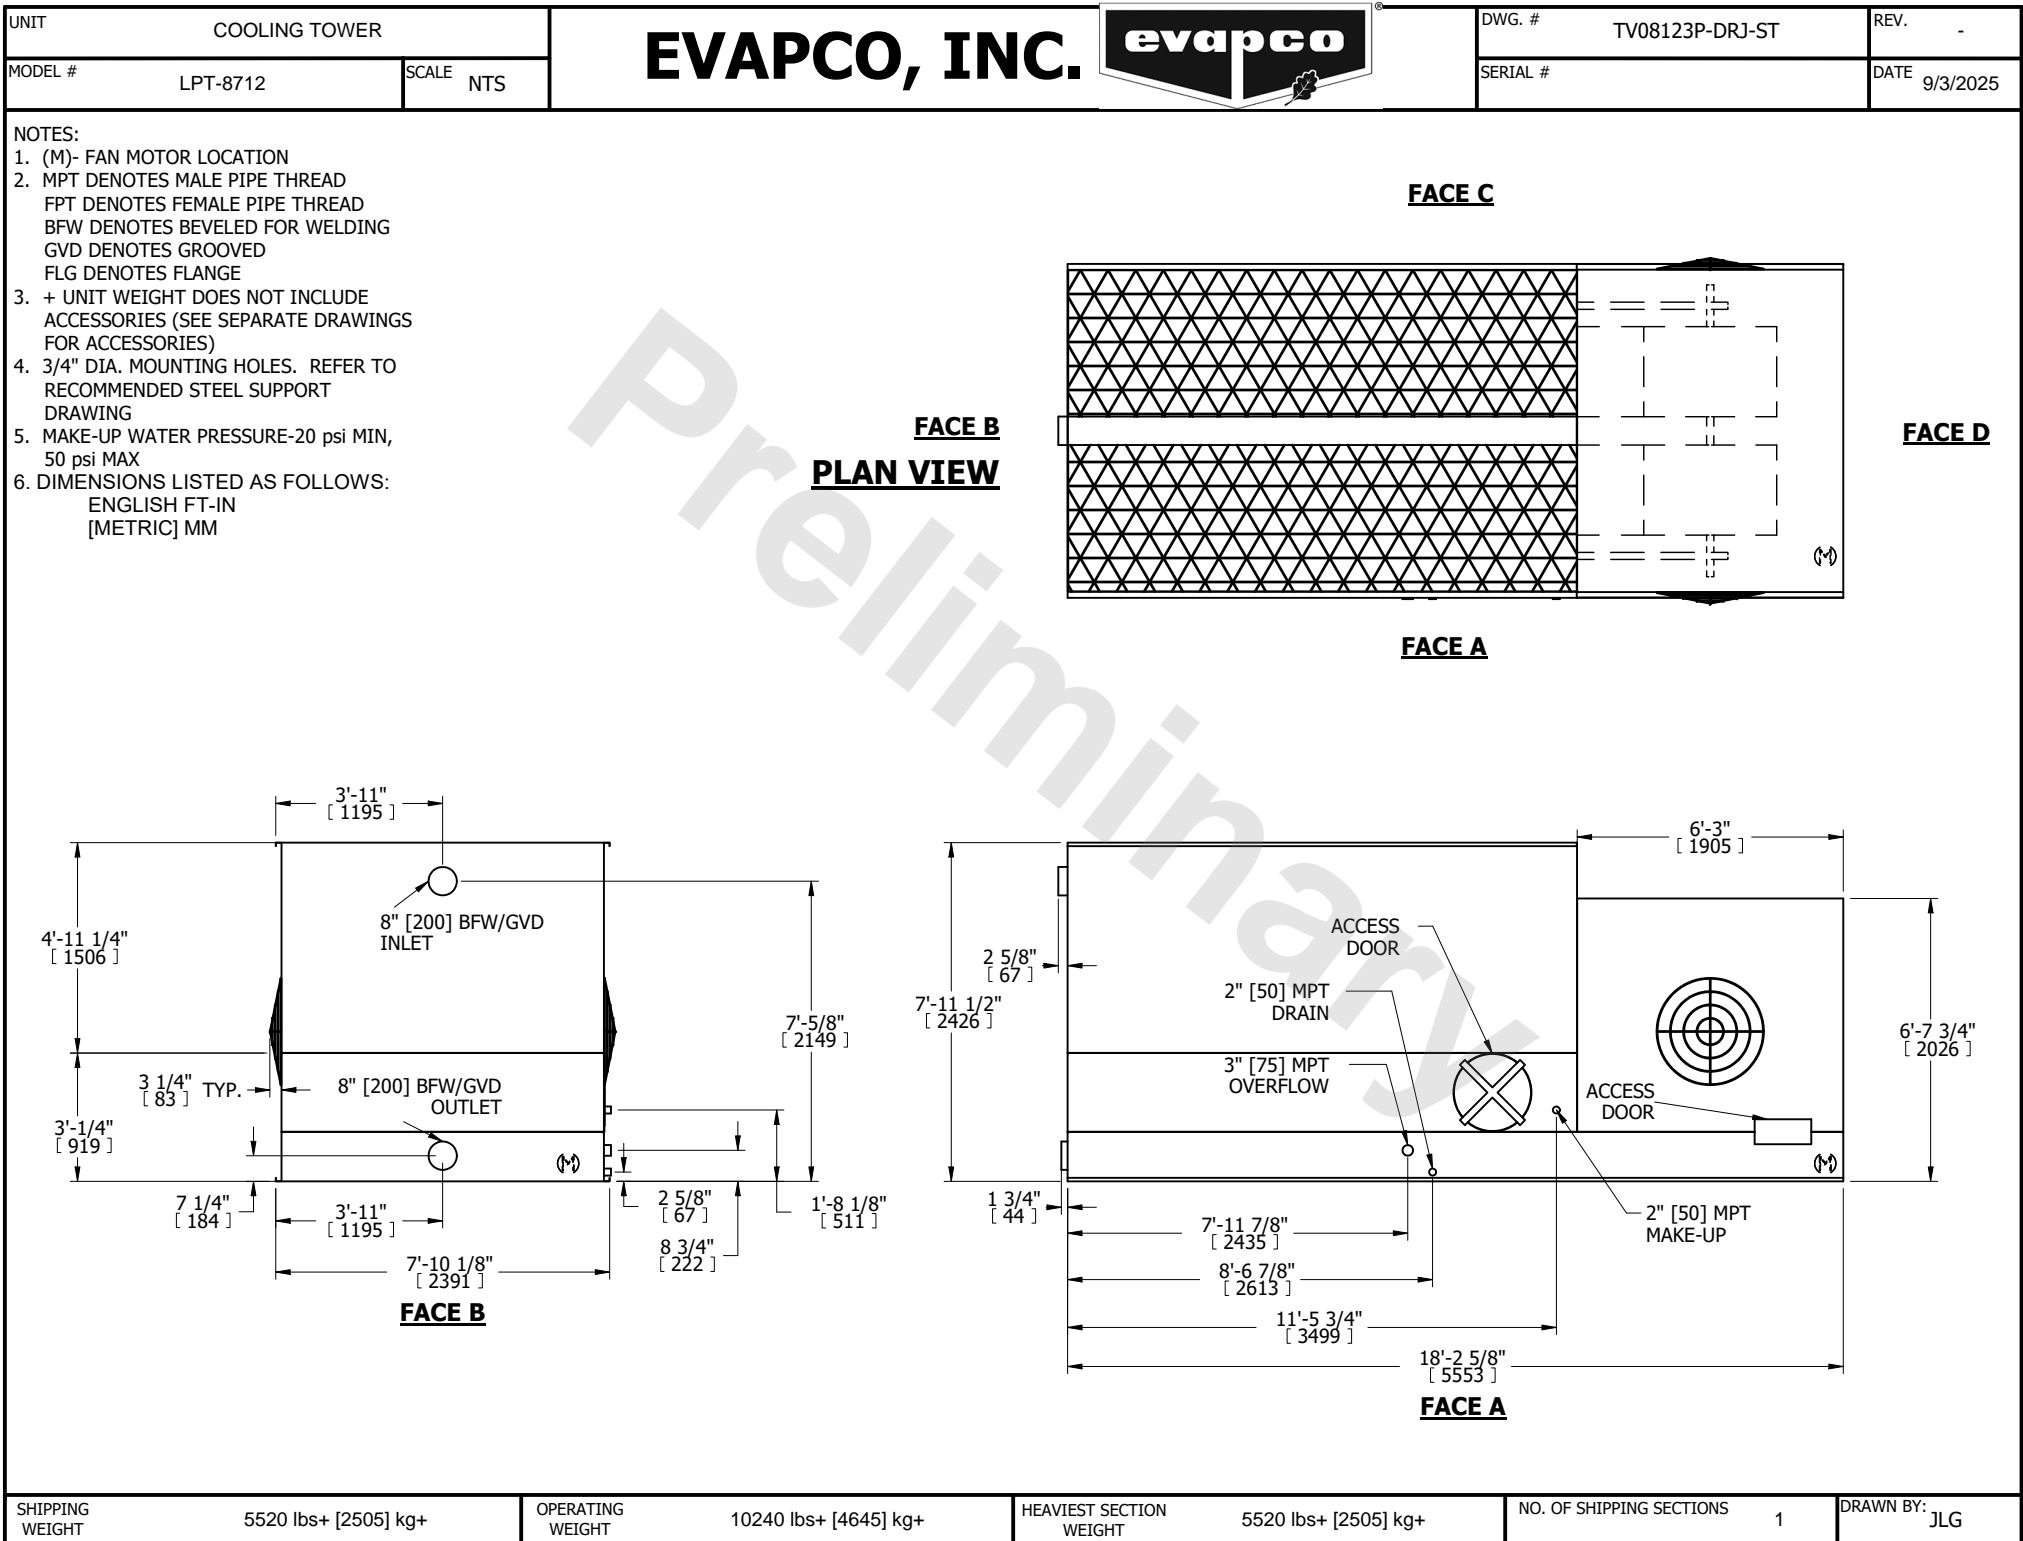 UNIT
COOLING TOWER
MODEL #
LPT-8712
SCALE
NTS
EVAPCO, INC.
evapco
®
DWG. #
TV08123P-DRJ-ST
REV.
-
SERIAL #
DATE
9/3/2025
NOTES:
1. (M)- FAN MOTOR LOCATION
2. MPT DENOTES MALE PIPE THREAD
FPT DENOTES FEMALE PIPE THREAD
BFW DENOTES BEVELED FOR WELDING
GVD DENOTES GROOVED
FLG DENOTES FLANGE
3. + UNIT WEIGHT DOES NOT INCLUDE
ACCESSORIES (SEE SEPARATE DRAWINGS
FOR ACCESSORIES)
4. 3/4" DIA. MOUNTING HOLES. REFER TO
RECOMMENDED STEEL SUPPORT
DRAWING
5. MAKE-UP WATER PRESSURE-20 psi MIN,
50 psi MAX
6. DIMENSIONS LISTED AS FOLLOWS:
ENGLISH FT-IN
[METRIC] MM
Preliminary
FACE C
FACE B
PLAN VIEW
FACE D
(M)
FACE A
3'-11"
[ 1195 ]
8" [200] BFW/GVD
INLET
4'-11 1/4"
[ 1506 ]
7'-5/8"
[ 2149 ]
3 1/4"
[ 83 ]
TYP.
8" [200] BFW/GVD
OUTLET
3'-1/4"
[ 919 ]
(M)
7 1/4"
[ 184 ]
3'-11"
[ 1195 ]
2 5/8"
[ 67 ]
1'-8 1/8"
[ 511 ]
8 3/4"
[ 222 ]
7'-10 1/8"
[ 2391 ]
FACE B
6'-3"
[ 1905 ]
ACCESS
DOOR
2 5/8"
[ 67 ]
2" [50] MPT
DRAIN
7'-11 1/2"
[ 2426 ]
6'-7 3/4"
[ 2026 ]
3" [75] MPT
OVERFLOW
ACCESS
DOOR
(M)
1 3/4"
[ 44 ]
2" [50] MPT
MAKE-UP
7'-11 7/8"
[ 2435 ]
8'-6 7/8"
[ 2613 ]
11'-5 3/4"
[ 3499 ]
18'-2 5/8"
[ 5553 ]
FACE A
SHIPPING
WEIGHT
5520 lbs+ [2505] kg+
OPERATING
WEIGHT
10240 lbs+ [4645] kg+
HEAVIEST SECTION
WEIGHT
5520 lbs+ [2505] kg+
NO. OF SHIPPING SECTIONS
1
DRAWN BY:
JLG